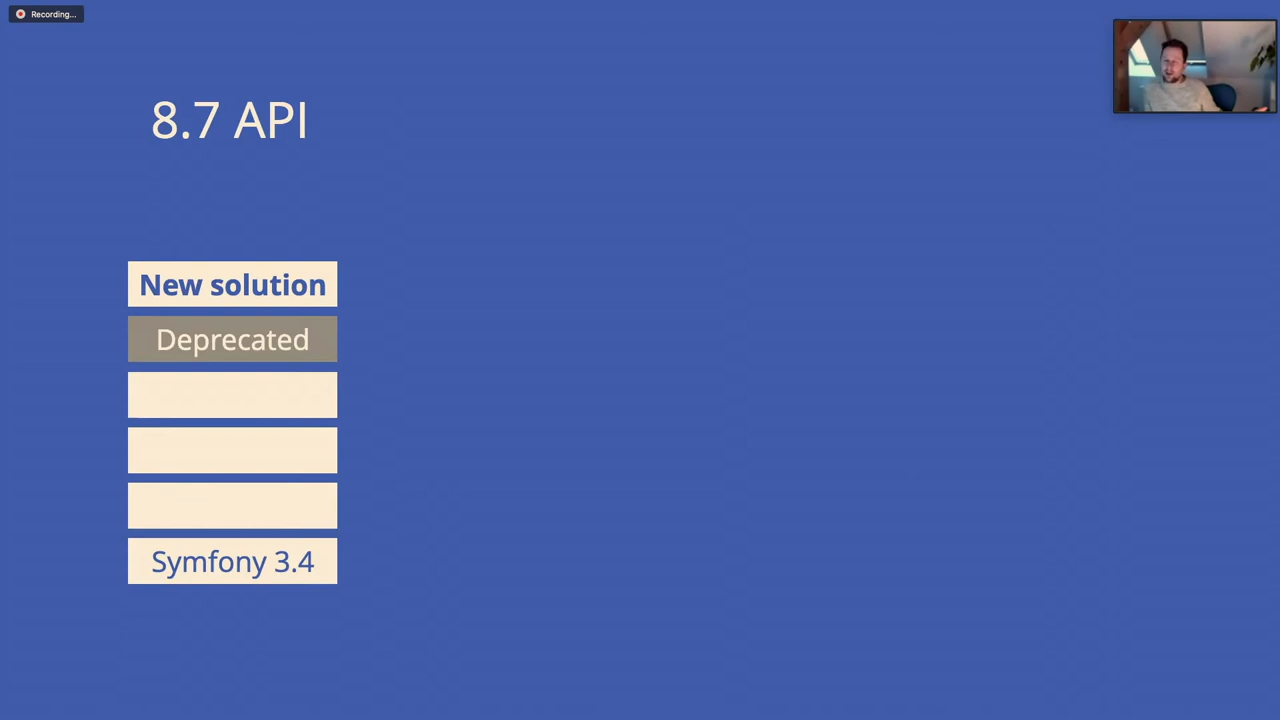 Recording...
8.7 API
New solution
Deprecated
Symfony 3.4